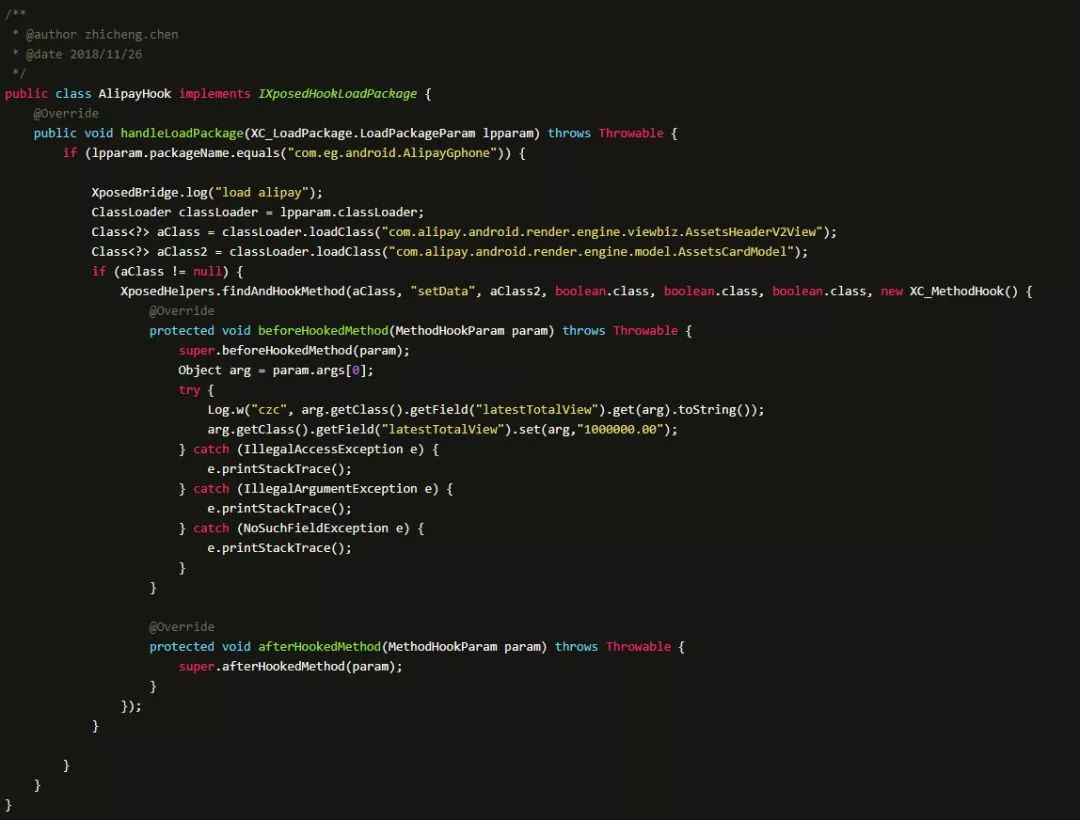 /**
 * @author zhicheng.chen
 * @date 2018/11/26
 */
public class AlipayHook implements IXposedHookLoadPackage {
    @Override
    public void handleLoadPackage(XC_LoadPackage.LoadPackageParam lpparam) throws Throwable {
        if (lpparam.packageName.equals("com.eg.android.AlipayGphone")) {

            XposedBridge.log("load alipay");
            ClassLoader classLoader = lpparam.classLoader;
            Class<?> aClass = classLoader.loadClass("com.alipay.android.render.engine.viewbiz.AssetsHeaderV2View");
            Class<?> aClass2 = classLoader.loadClass("com.alipay.android.render.engine.model.AssetsCardModel");
            if (aClass != null) {
                XposedHelpers.findAndHookMethod(aClass, "setData", aClass2, boolean.class, boolean.class, boolean.class, new XC_MethodHook() {
                    @Override
                    protected void beforeHookedMethod(MethodHookParam param) throws Throwable {
                        super.beforeHookedMethod(param);
                        Object arg = param.args[0];
                        try {
                            Log.w("czc", arg.getClass().getField("latestTotalView").get(arg).toString());
                            arg.getClass().getField("latestTotalView").set(arg,"1000000.00");
                        } catch (IllegalAccessException e) {
                            e.printStackTrace();
                        } catch (IllegalArgumentException e) {
                            e.printStackTrace();
                        } catch (NoSuchFieldException e) {
                            e.printStackTrace();
                        }
                    }

                    @Override
                    protected void afterHookedMethod(MethodHookParam param) throws Throwable {
                        super.afterHookedMethod(param);
                    }
                });
            }

        }
    }
}